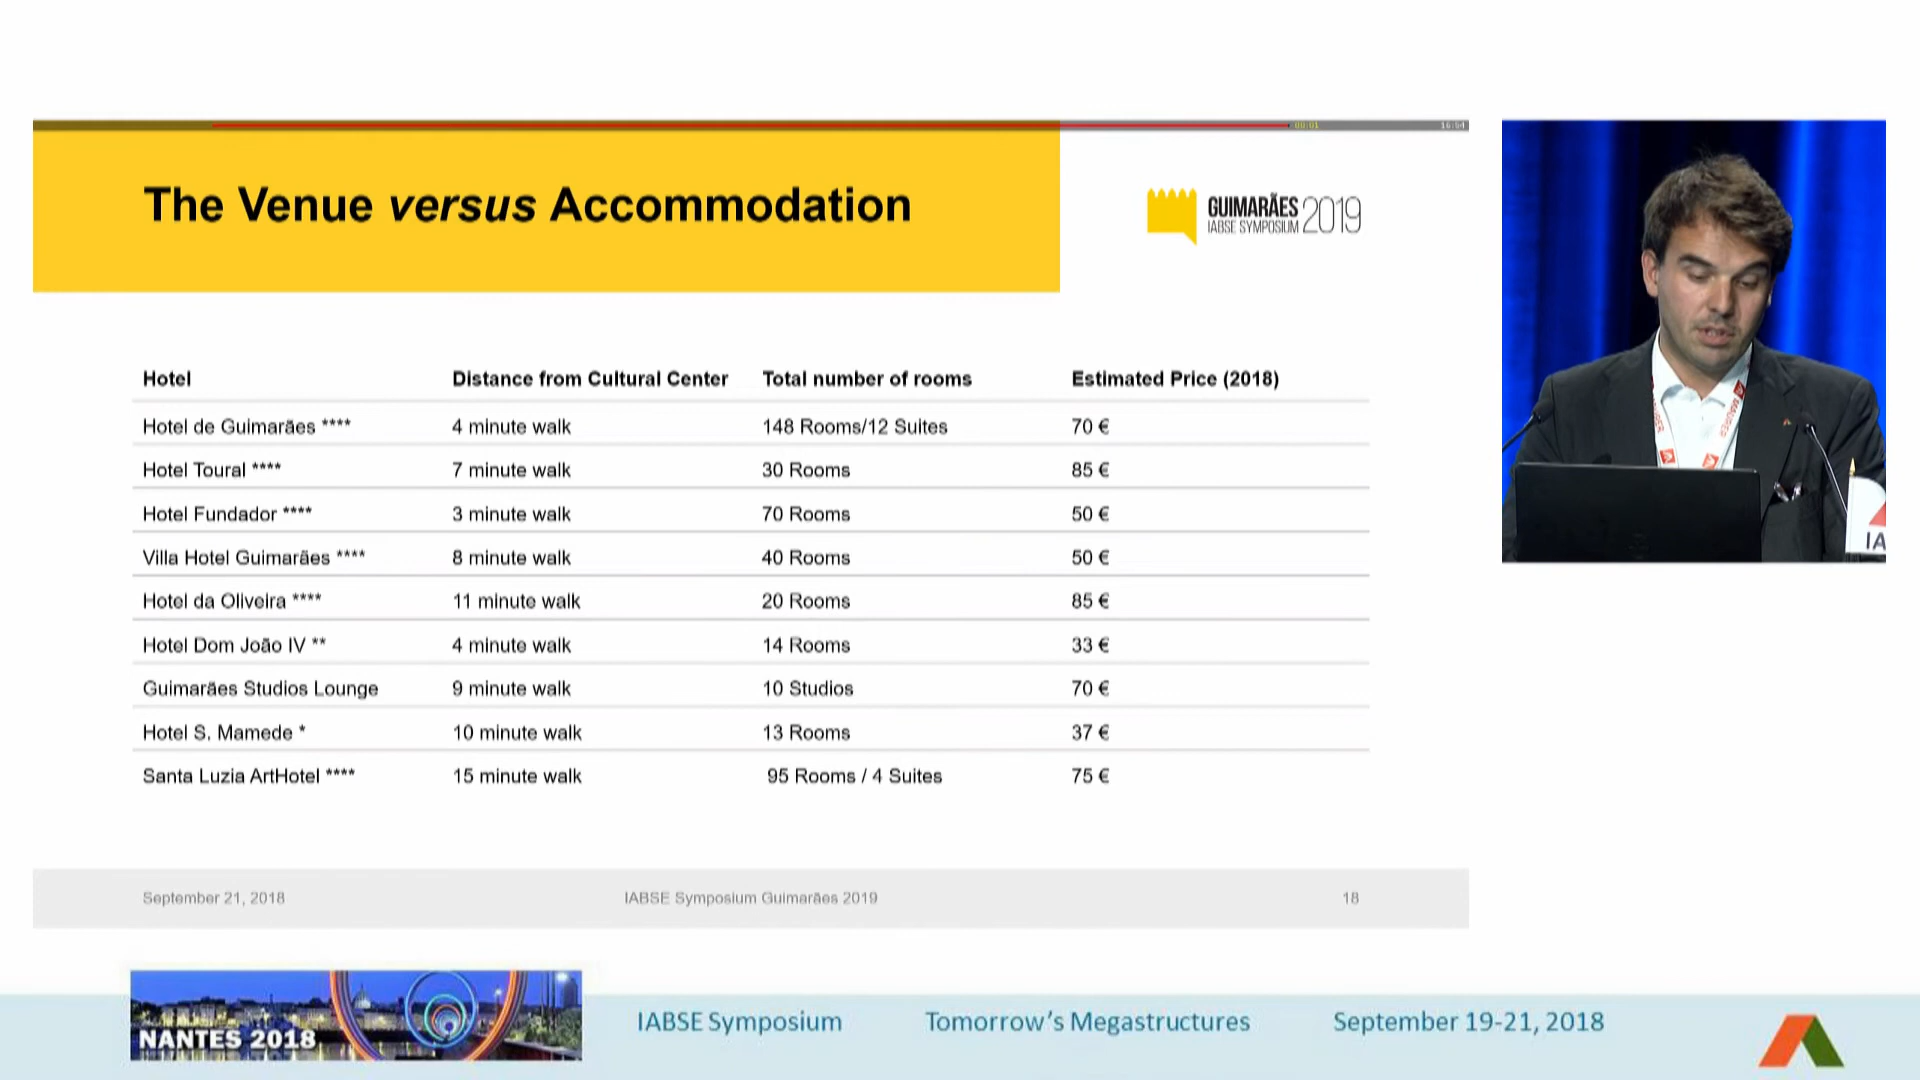 00:01 16:54
The Venue versus Accommodation
GUIMARÃES 2019
IABSE SYMPOSIUM
Hotel Distance from Cultural Center Total number of rooms Estimated Price (2018)
Hotel de Guimarães **** 4 minute walk 148 Rooms/12 Suites 70 €
Hotel Toural **** 7 minute walk 30 Rooms 85 €
Hotel Fundador **** 3 minute walk 70 Rooms 50 €
Villa Hotel Guimarães **** 8 minute walk 40 Rooms 50 €
Hotel da Oliveira **** 11 minute walk 20 Rooms 85 €
Hotel Dom João IV ** 4 minute walk 14 Rooms 33 €
Guimarães Studios Lounge 9 minute walk 10 Studios 70 €
Hotel S. Mamede * 10 minute walk 13 Rooms 37 €
Santa Luzia ArtHotel **** 15 minute walk 95 Rooms / 4 Suites 75 €
September 21, 2018 IABSE Symposium Guimarães 2019 18
MAURER
IA
NANTES 2018
IABSE Symposium Tomorrow's Megastructures September 19-21, 2018